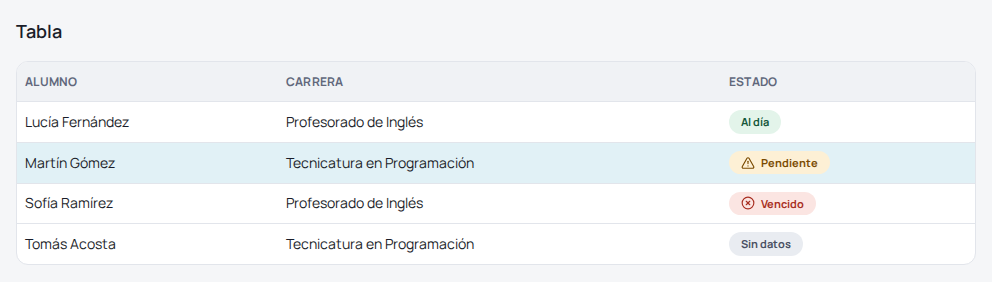 Tabla
ALUMNO CARRERA ESTADO
Lucía Fernández Profesorado de Inglés Al día
Martín Gómez Tecnicatura en Programación Pendiente
Sofía Ramírez Profesorado de Inglés Vencido
Tomás Acosta Tecnicatura en Programación Sin datos